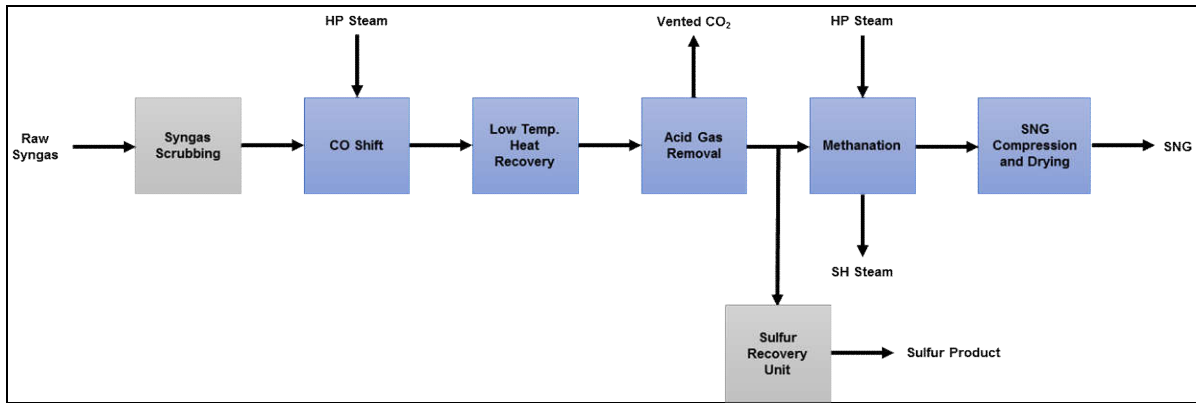 HP Steam
Vented CO₂
HP Steam
Raw
Syngas
Syngas
Scrubbing
CO Shift
Low Temp.
Heat
Recovery
Acid Gas
Removal
Methanation
SNG
Compression
and Drying
SNG
SH Steam
Sulfur
Recovery
Unit
Sulfur Product